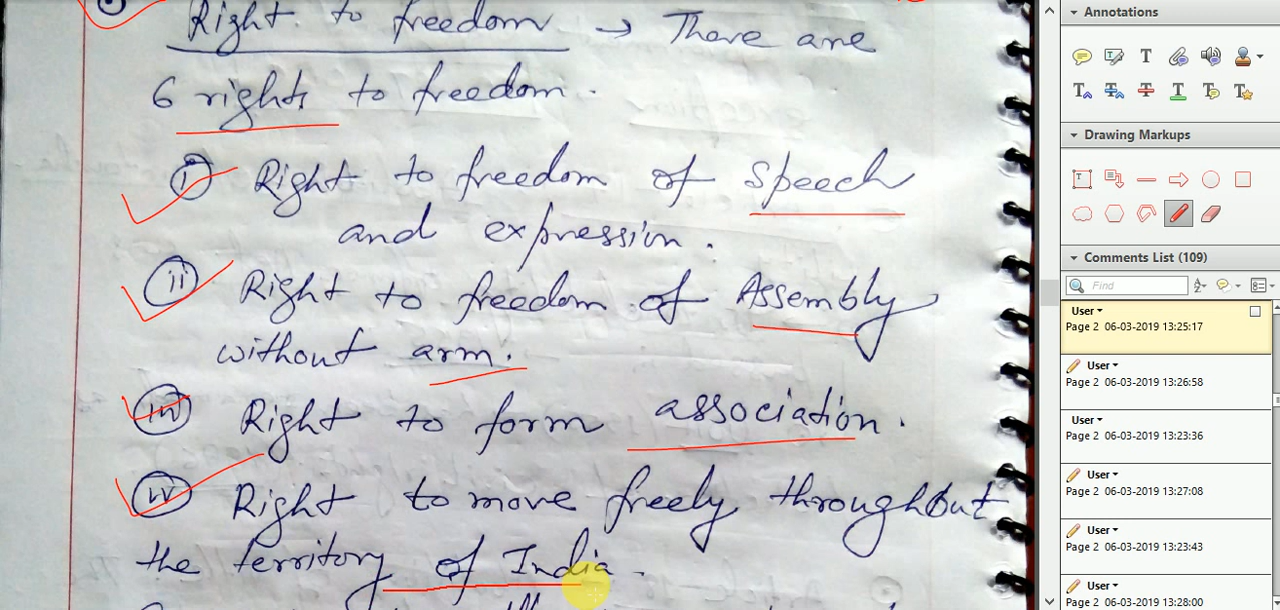 Right to freedom → There are
6 rights to freedom.
(i) Right to freedom of Speech
and expression.
(ii) Right to freedom of Assembly
without arm.
(iii) Right to form association.
(iv) Right to move freely throughout
the territory of India.
Annotations
T
T T T T T T
Drawing Markups
T
Comments List (109)
Find
User
Page 2 06-03-2019 13:25:17
User
Page 2 06-03-2019 13:26:58
User
Page 2 06-03-2019 13:23:36
User
Page 2 06-03-2019 13:27:08
User
Page 2 06-03-2019 13:23:43
User
Page 2 06-03-2019 13:28:00